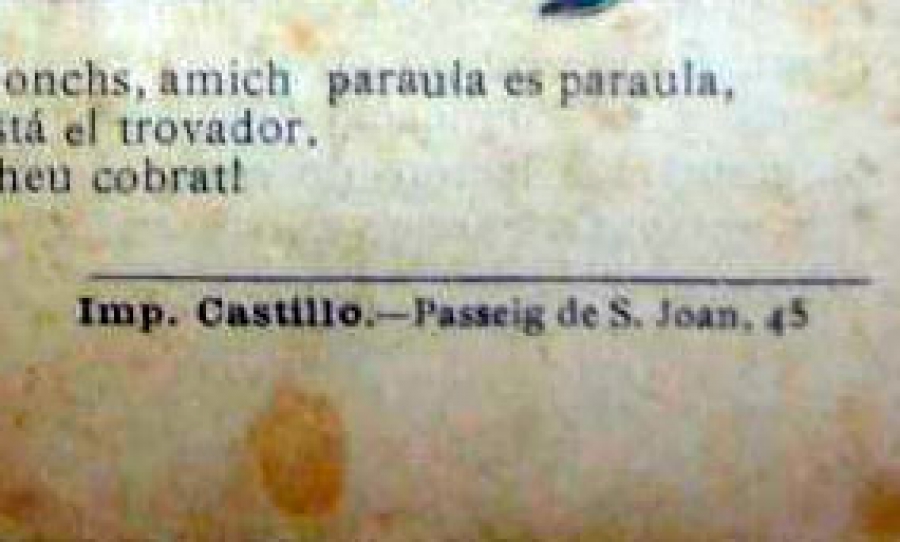 onchs, amich paraula es paraula,
stá el trovador.
heu cobrat!
Imp. Castillo.—Passeig de S. Joan, 45